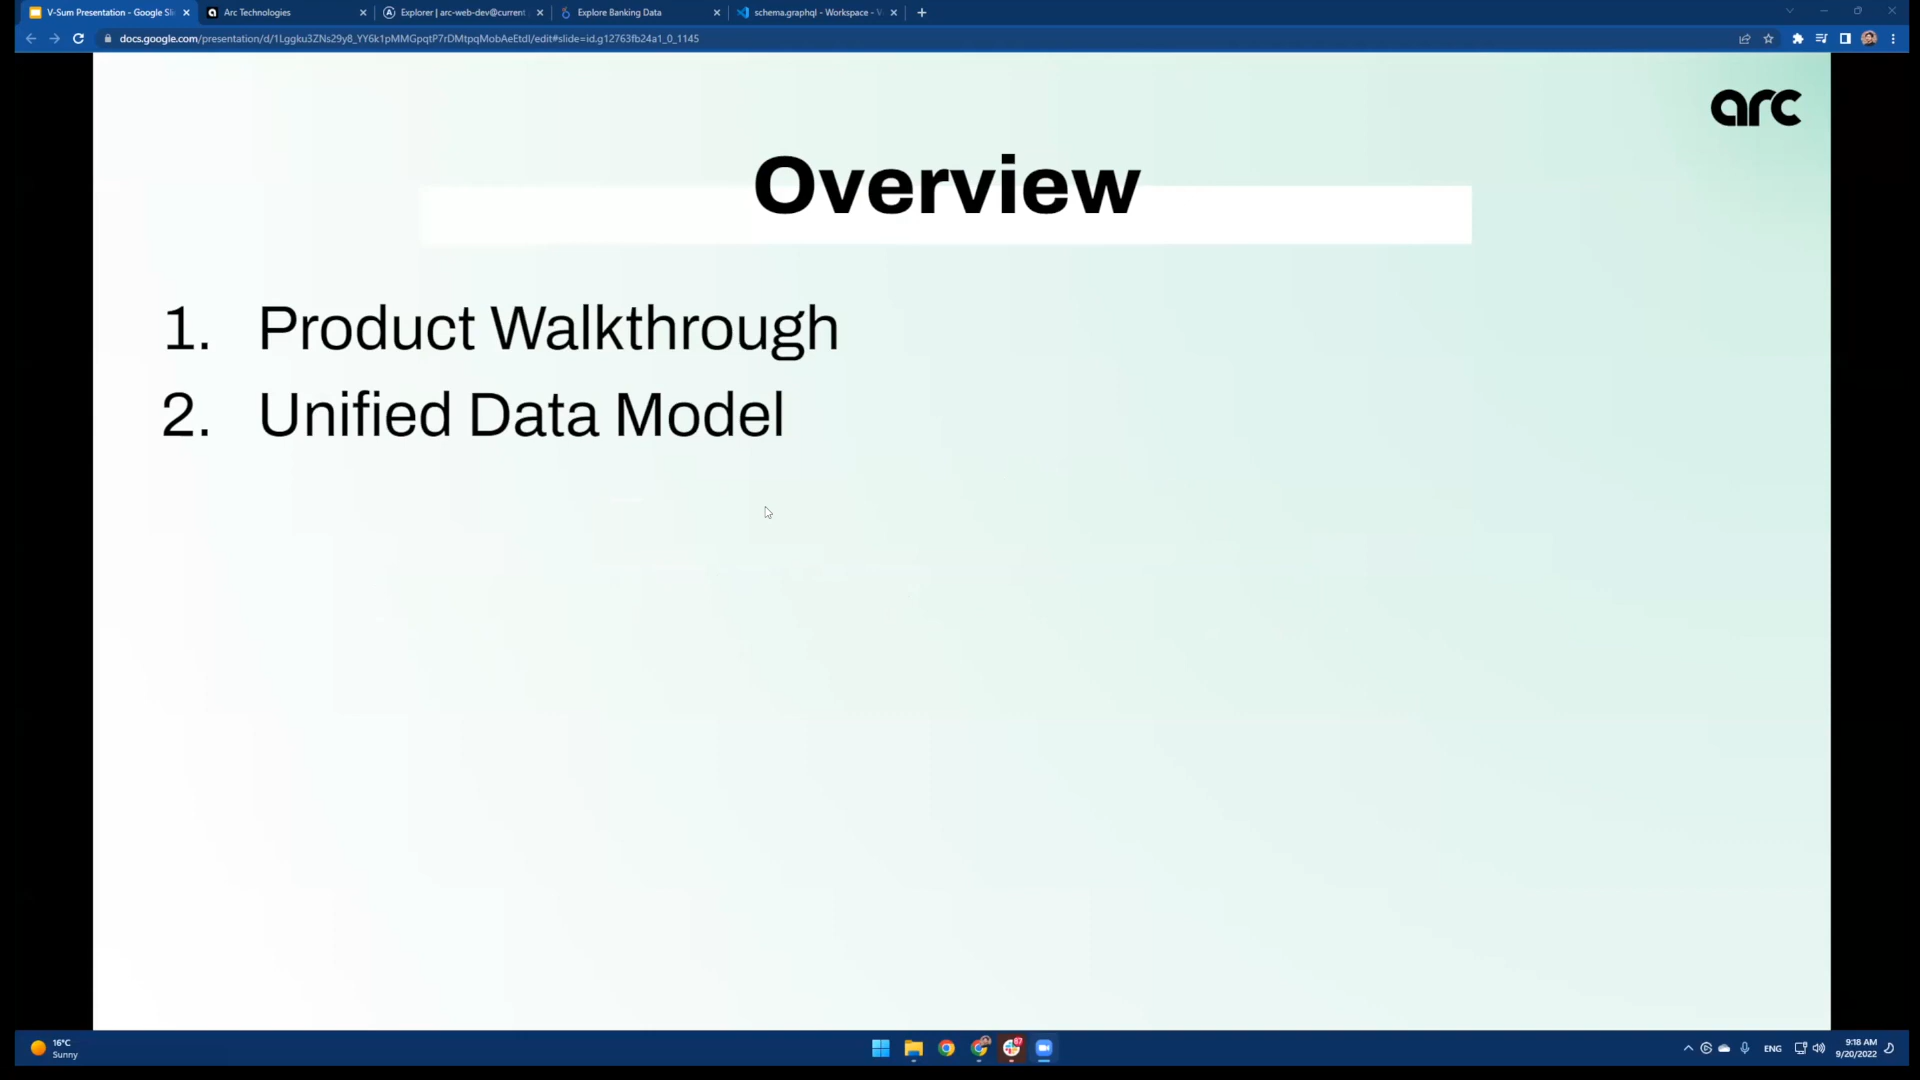 V-Sum Presentation - Google Sli
Arc Technologies
Explorer | arc-web-dev@current
Explore Banking Data
schema.graphql - Workspace - V
docs.google.com/presentation/d/1Lggku3ZNs29y8_YY6k1pMMGpqtP7rDMtpqMobAeEtdI/edit#slide=id.g12763fb24a1_0_1145
arc
Overview
1. Product Walkthrough
2. Unified Data Model
16°C
Sunny
87
ENG
9:18 AM
9/20/2022